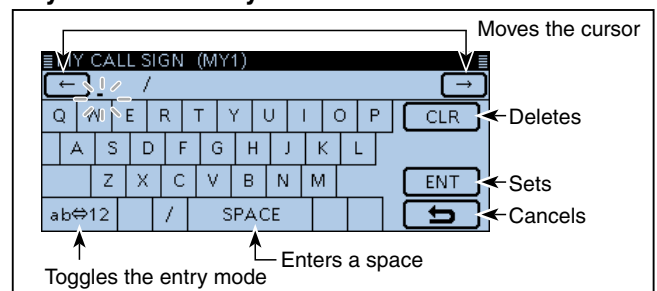 Moves the cursor
MY CALL SIGN (MY1)
← /  →
Q W E R T Y U I O P CLR Deletes
A S D F G H J K L
Z X C V B N M ENT Sets
ab⇔12 / SPACE Cancels
Enters a space
Toggles the entry mode